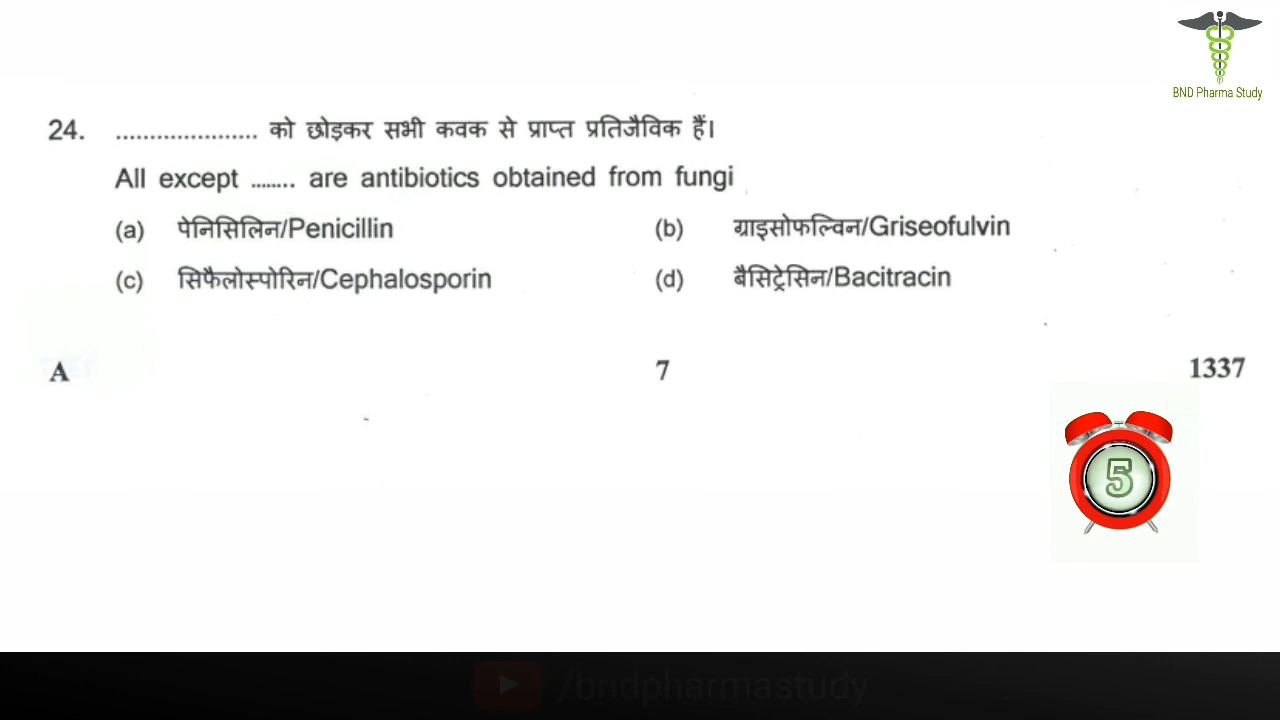 BND Pharma Study
24. ..................... को छोड़कर सभी कवक से प्राप्त प्रतिजैविक हैं।
All except ........ are antibiotics obtained from fungi
(a) पेनिसिलिन/Penicillin (b) ग्राइसोफल्विन/Griseofulvin
(c) सिफैलोस्पोरिन/Cephalosporin (d) बैसिट्रेसिन/Bacitracin
A 7 1337
5
/bndpharmastudy